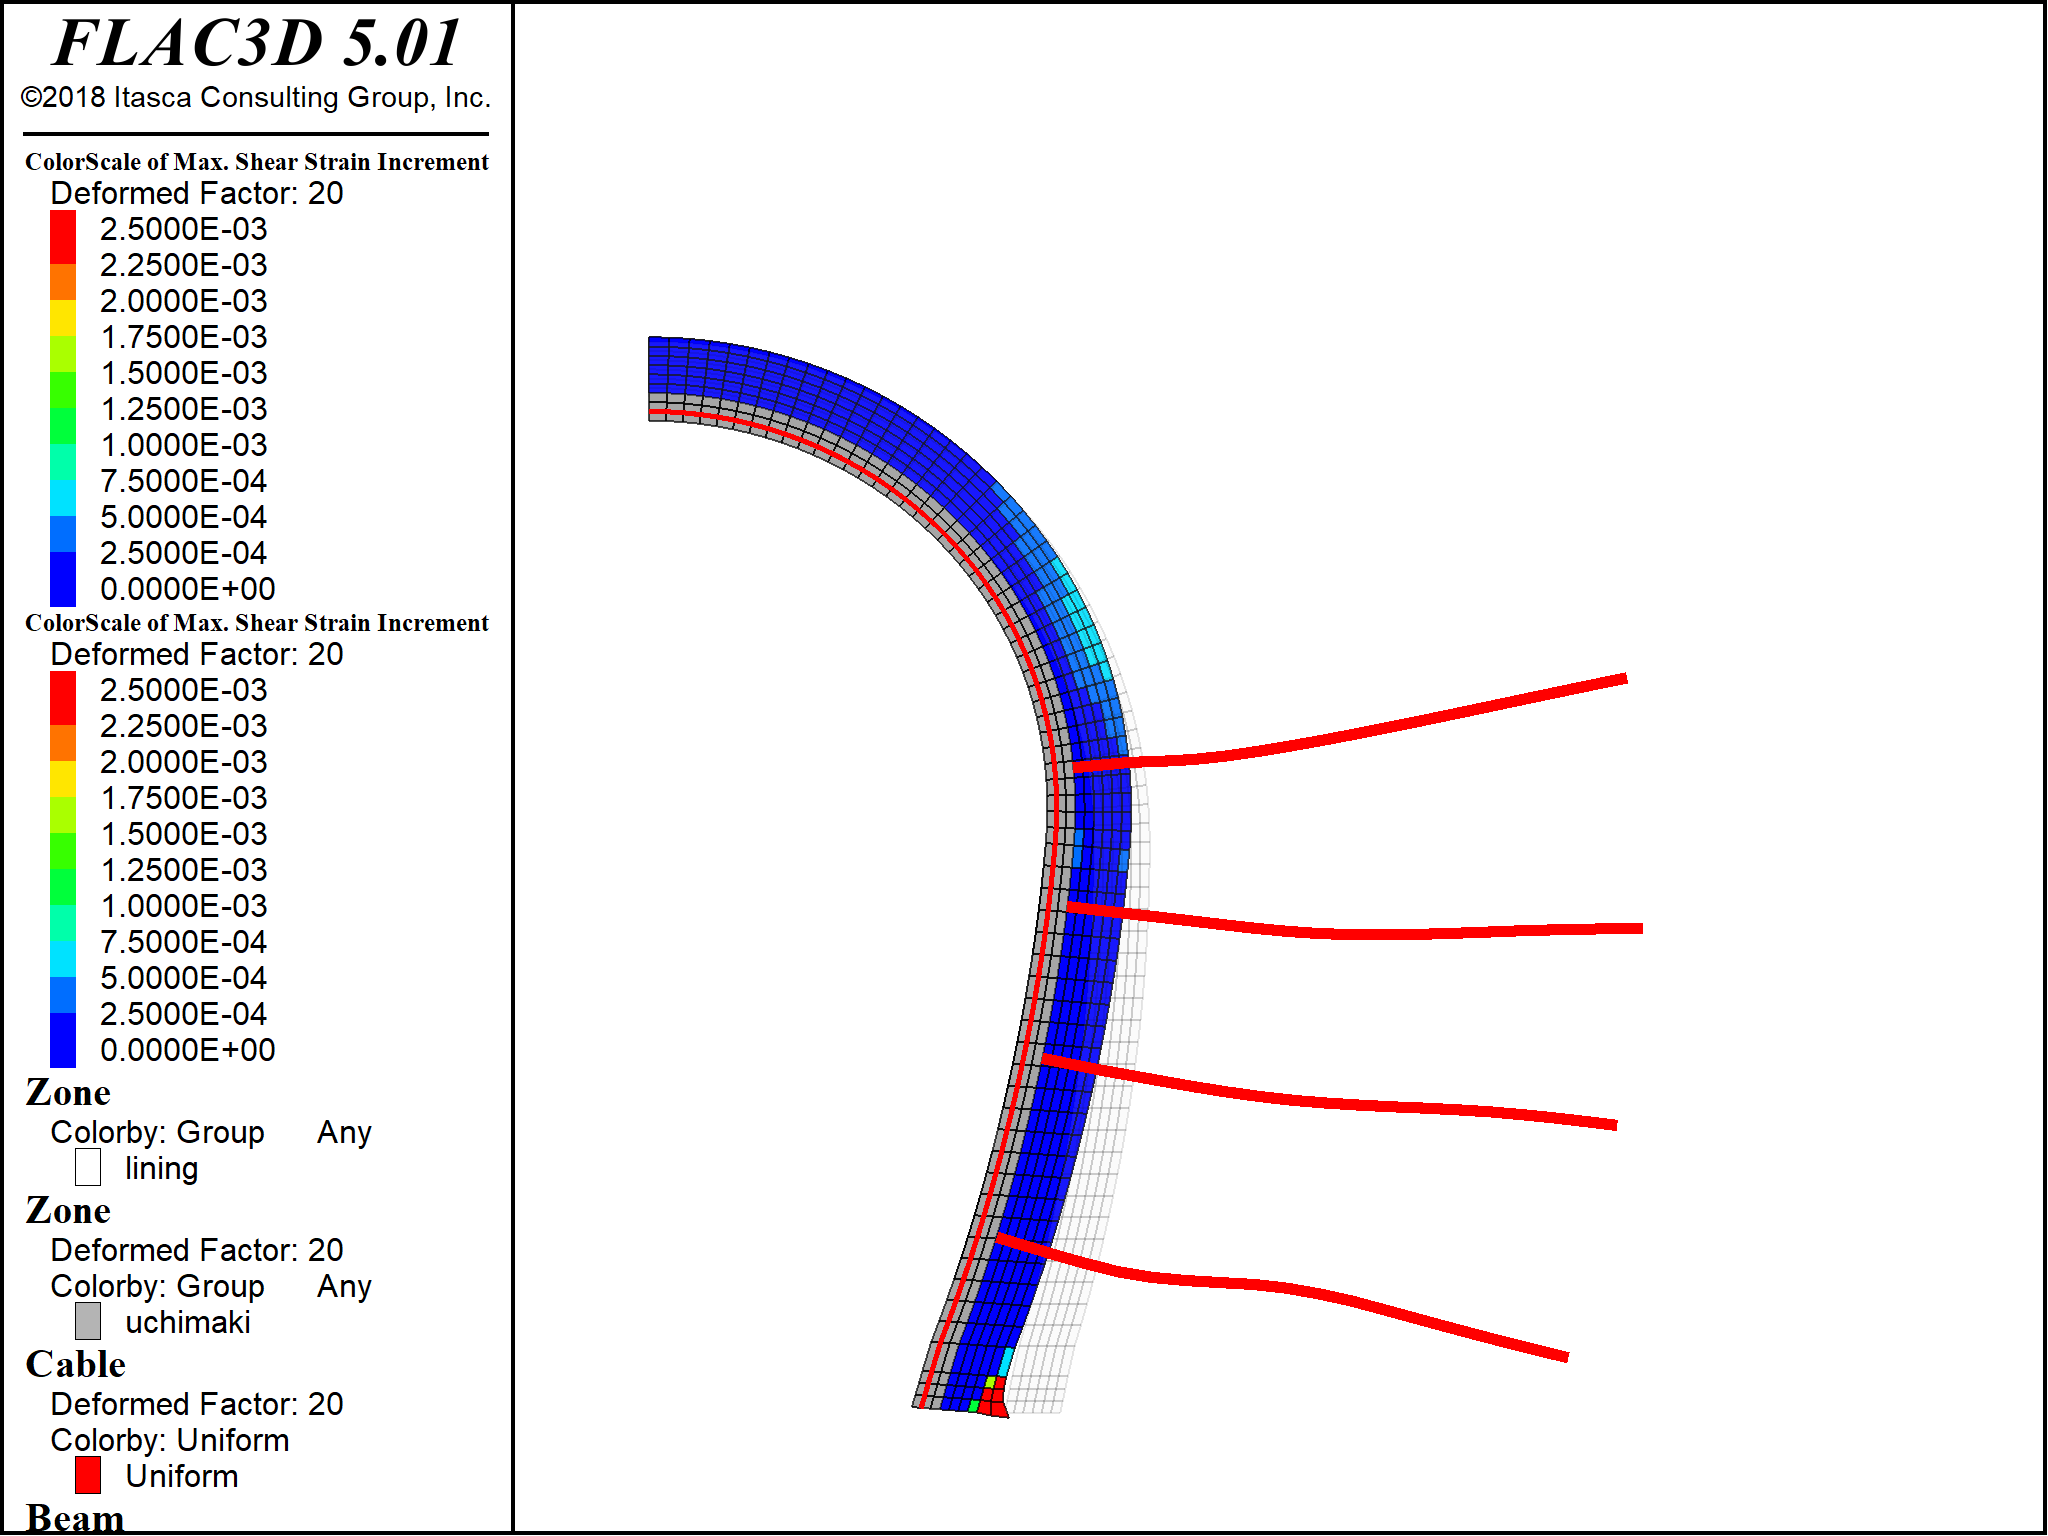 FLAC3D 5.01
©2018 Itasca Consulting Group, Inc.
ColorScale of Max. Shear Strain Increment
Deformed Factor: 20
2.5000E-03
2.2500E-03
2.0000E-03
1.7500E-03
1.5000E-03
1.2500E-03
1.0000E-03
7.5000E-04
5.0000E-04
2.5000E-04
0.0000E+00
ColorScale of Max. Shear Strain Increment
Deformed Factor: 20
2.5000E-03
2.2500E-03
2.0000E-03
1.7500E-03
1.5000E-03
1.2500E-03
1.0000E-03
7.5000E-04
5.0000E-04
2.5000E-04
0.0000E+00
Zone
Colorby: Group Any
lining
Zone
Deformed Factor: 20
Colorby: Group Any
uchimaki
Cable
Deformed Factor: 20
Colorby: Uniform
Uniform
Beam